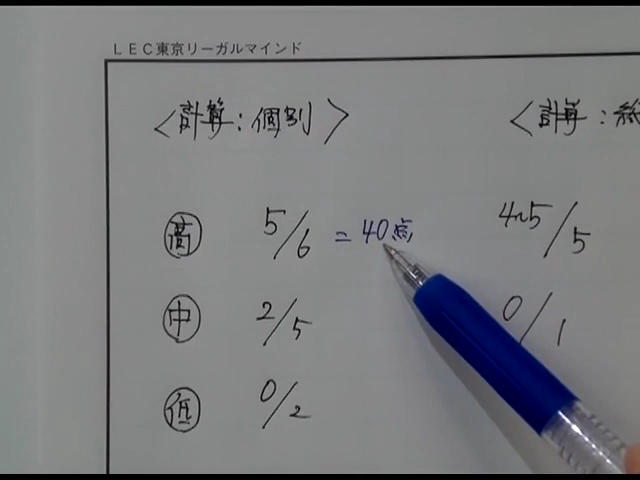 LEC東京リーガルマインド
〈計算：個別〉 〈計算：総
高 5/6 = 40点 4~5/5
中 2/5 0/1
低 0/2